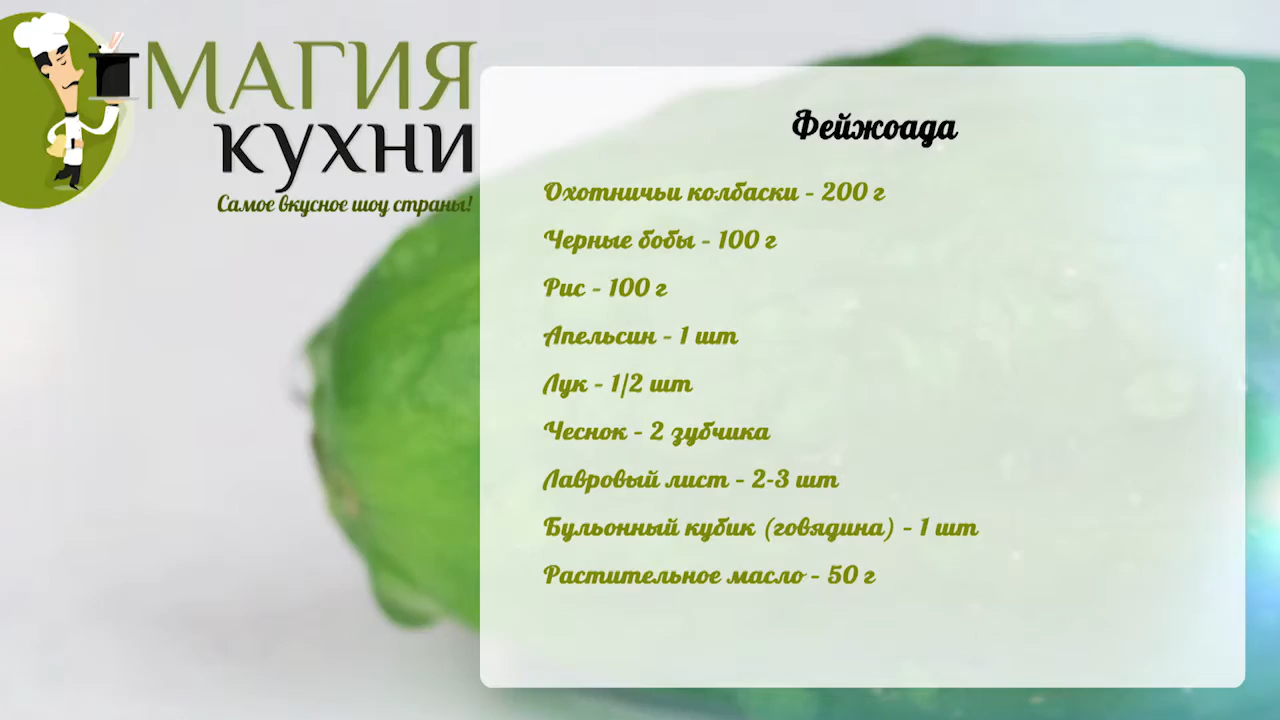 МАГИЯ
КУХНИ
Самое вкусное шоу страны!
Фейжоада
Охотничьи колбаски - 200 г
Черные бобы - 100 г
Рис - 100 г
Апельсин - 1 шт
Лук - 1/2 шт
Чеснок - 2 зубчика
Лавровый лист - 2-3 шт
Бульонный кубик (говядина) - 1 шт
Растительное масло - 50 г